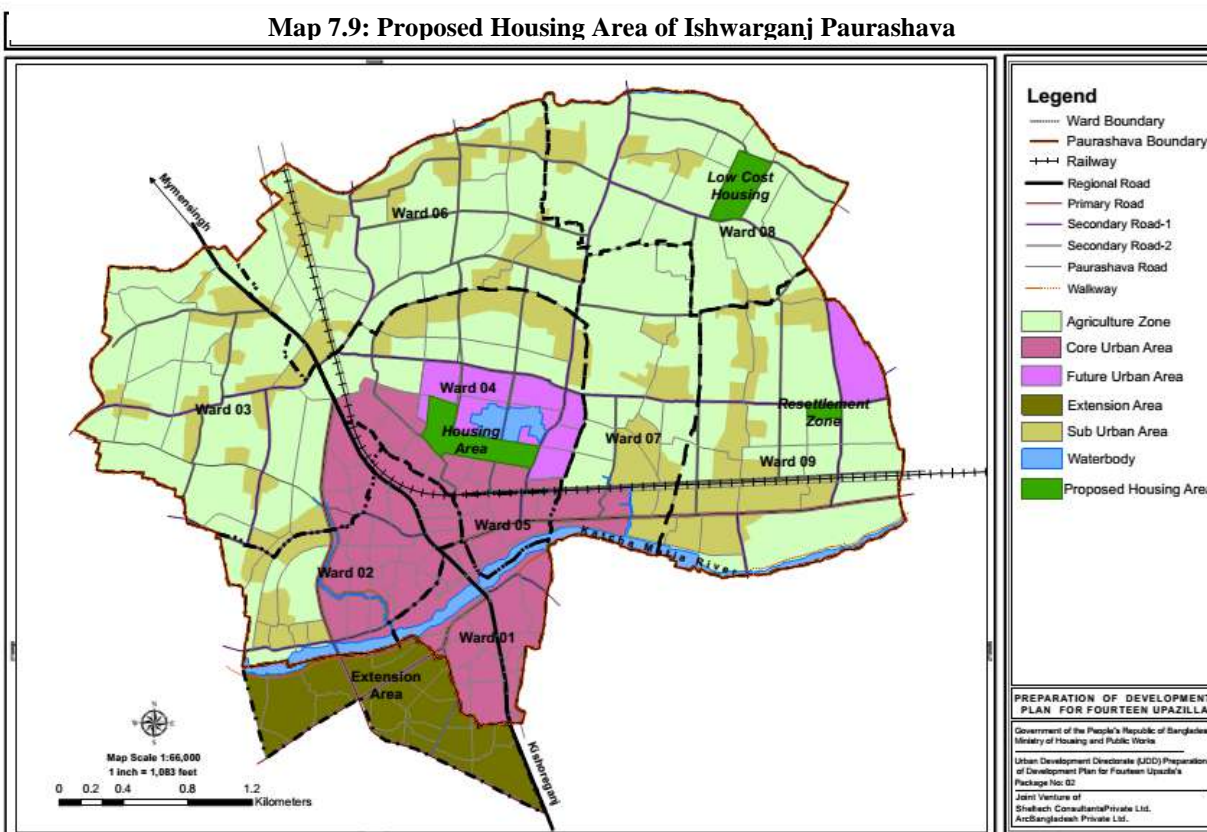 Map 7.9: Proposed Housing Area of Ishwarganj Paurashava
Mymensingh
Ward 06
Low Cost
Housing
Ward 08
Ward 04
Ward 03
Housing
Area
Resettlement
Zone
Ward 07
Ward 09
Ward 05
Katcha Matia River
Ward 02
Ward 01
Extension
Area
Kishoreganj
N
W
E
S
Map Scale 1:66,000
1 inch = 1,083 feet
0 0.2 0.4 0.8 1.2
Kilometers
Legend
Ward Boundary
Paurashava Boundary
Railway
Regional Road
Primary Road
Secondary Road-1
Secondary Road-2
Paurashava Road
Walkway
Agriculture Zone
Core Urban Area
Future Urban Area
Extension Area
Sub Urban Area
Waterbody
Proposed Housing Area
PREPARATION OF DEVELOPMENT
PLAN FOR FOURTEEN UPAZILLA
Government of the People's Republic of Banglades
Ministry of Housing and Public Works
Urban Development Directorate (UDD) Preparation
of Development Plan for Fourteen Upazila's
Package No: 02
Joint Venture of
Sheltech ConsultantsPrivate Ltd.
ArcBangladesh Private Ltd.